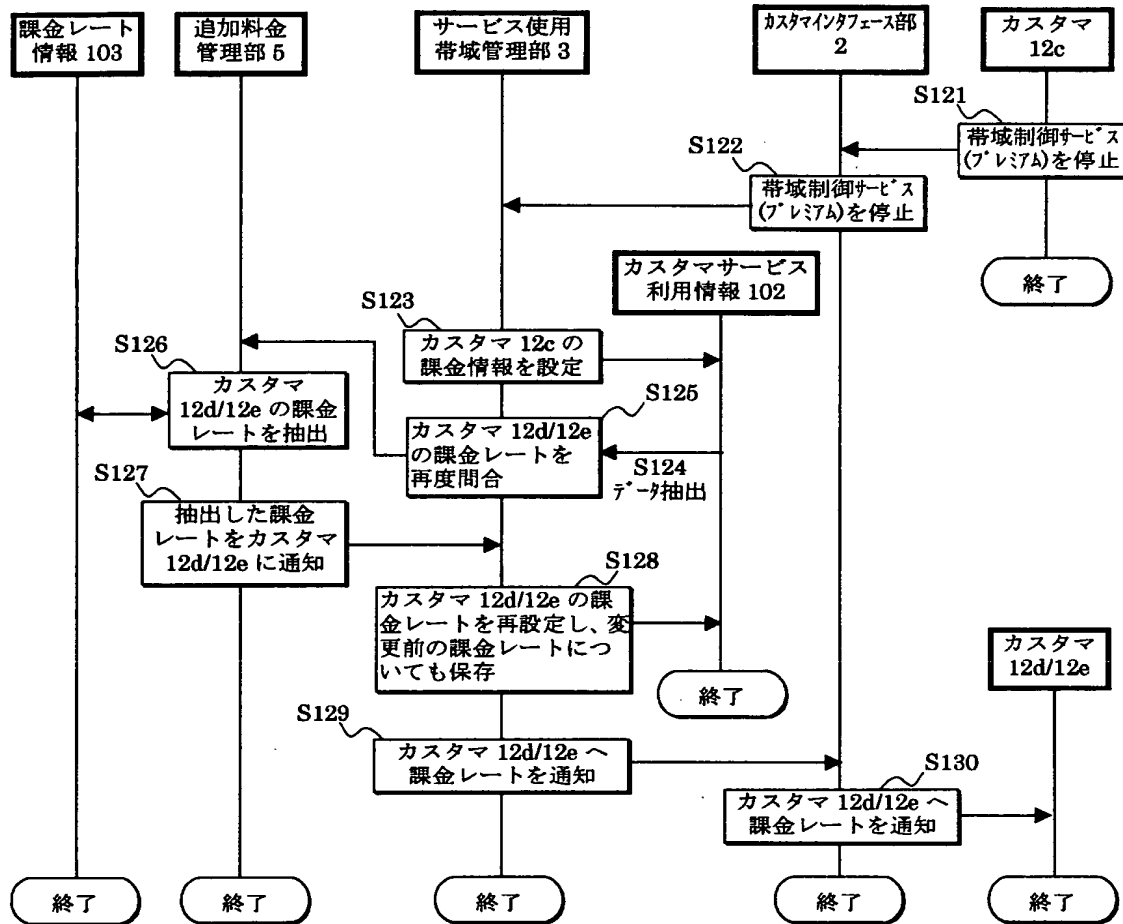 課金レート
情報 103
追加料金
管理部 5
サービス使用
帯域管理部 3
カスタマインタフェース部
2
カスタマ
12c
S121
帯域制御サービス
(プレミアム)を停止
S122
帯域制御サービス
(プレミアム)を停止
終了
カスタマサービス
利用情報 102
S123
カスタマ 12c の
課金情報を設定
S126
カスタマ
12d/12e の課金
レートを抽出
S125
カスタマ 12d/12e
の課金レートを
再度問合
S124
データ抽出
S127
抽出した課金
レートをカスタマ
12d/12e に通知
S128
カスタマ 12d/12e の課
金レートを再設定し、変
更前の課金レートにつ
いても保存
終了
カスタマ
12d/12e
S129
カスタマ 12d/12e へ
課金レートを通知
S130
カスタマ 12d/12e へ
課金レートを通知
終了
終了
終了
終了
終了